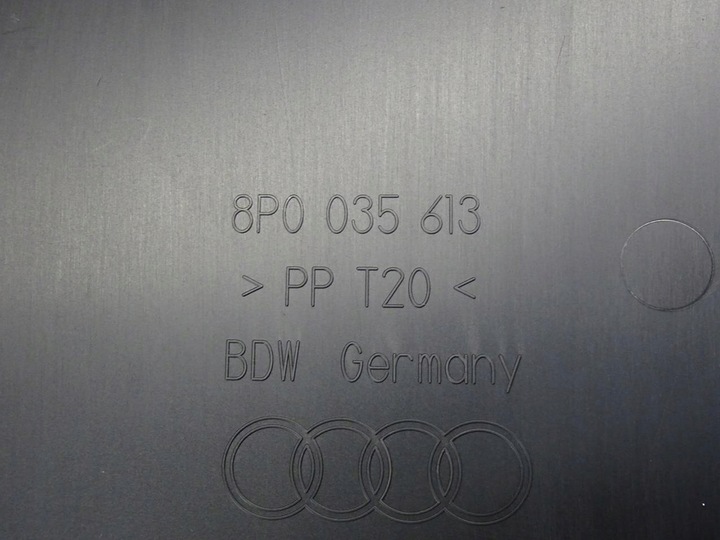 8P0 035 613
> PP T20 <
BDW Germany